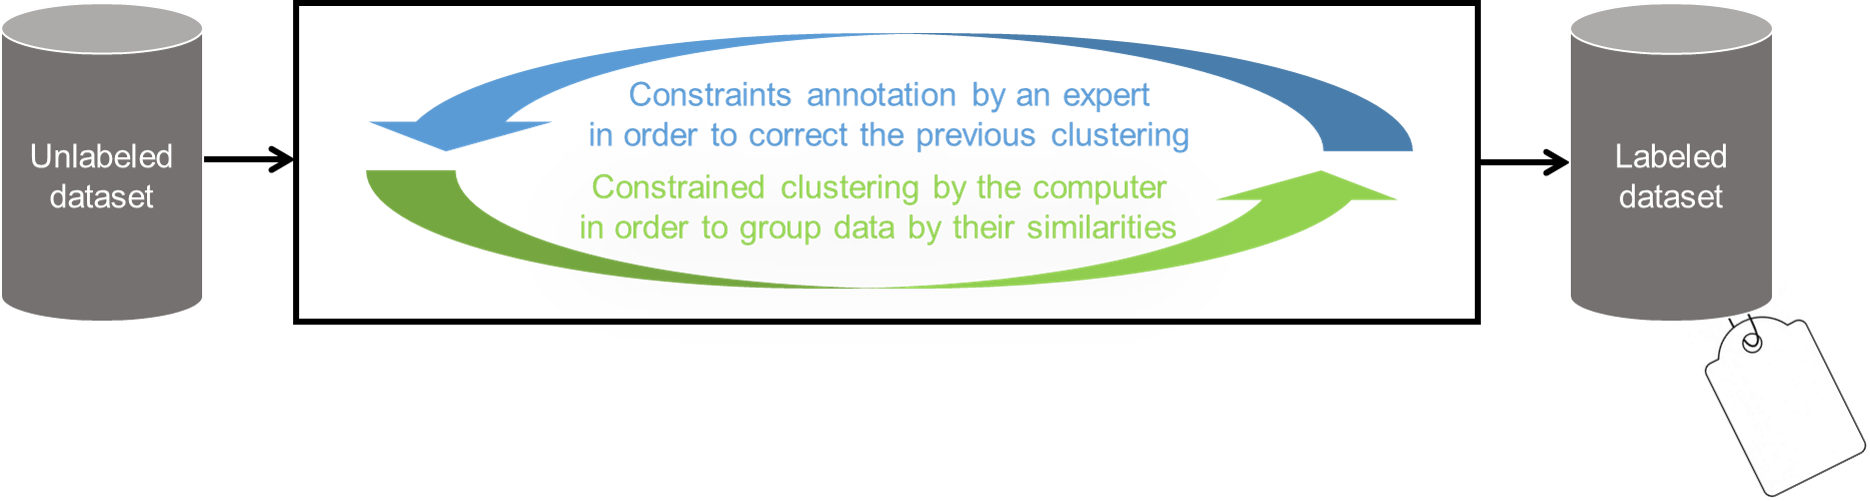 Unlabeled
dataset
Constraints annotation by an expert
in order to correct the previous clustering
Constrained clustering by the computer
in order to group data by their similarities
Labeled
dataset